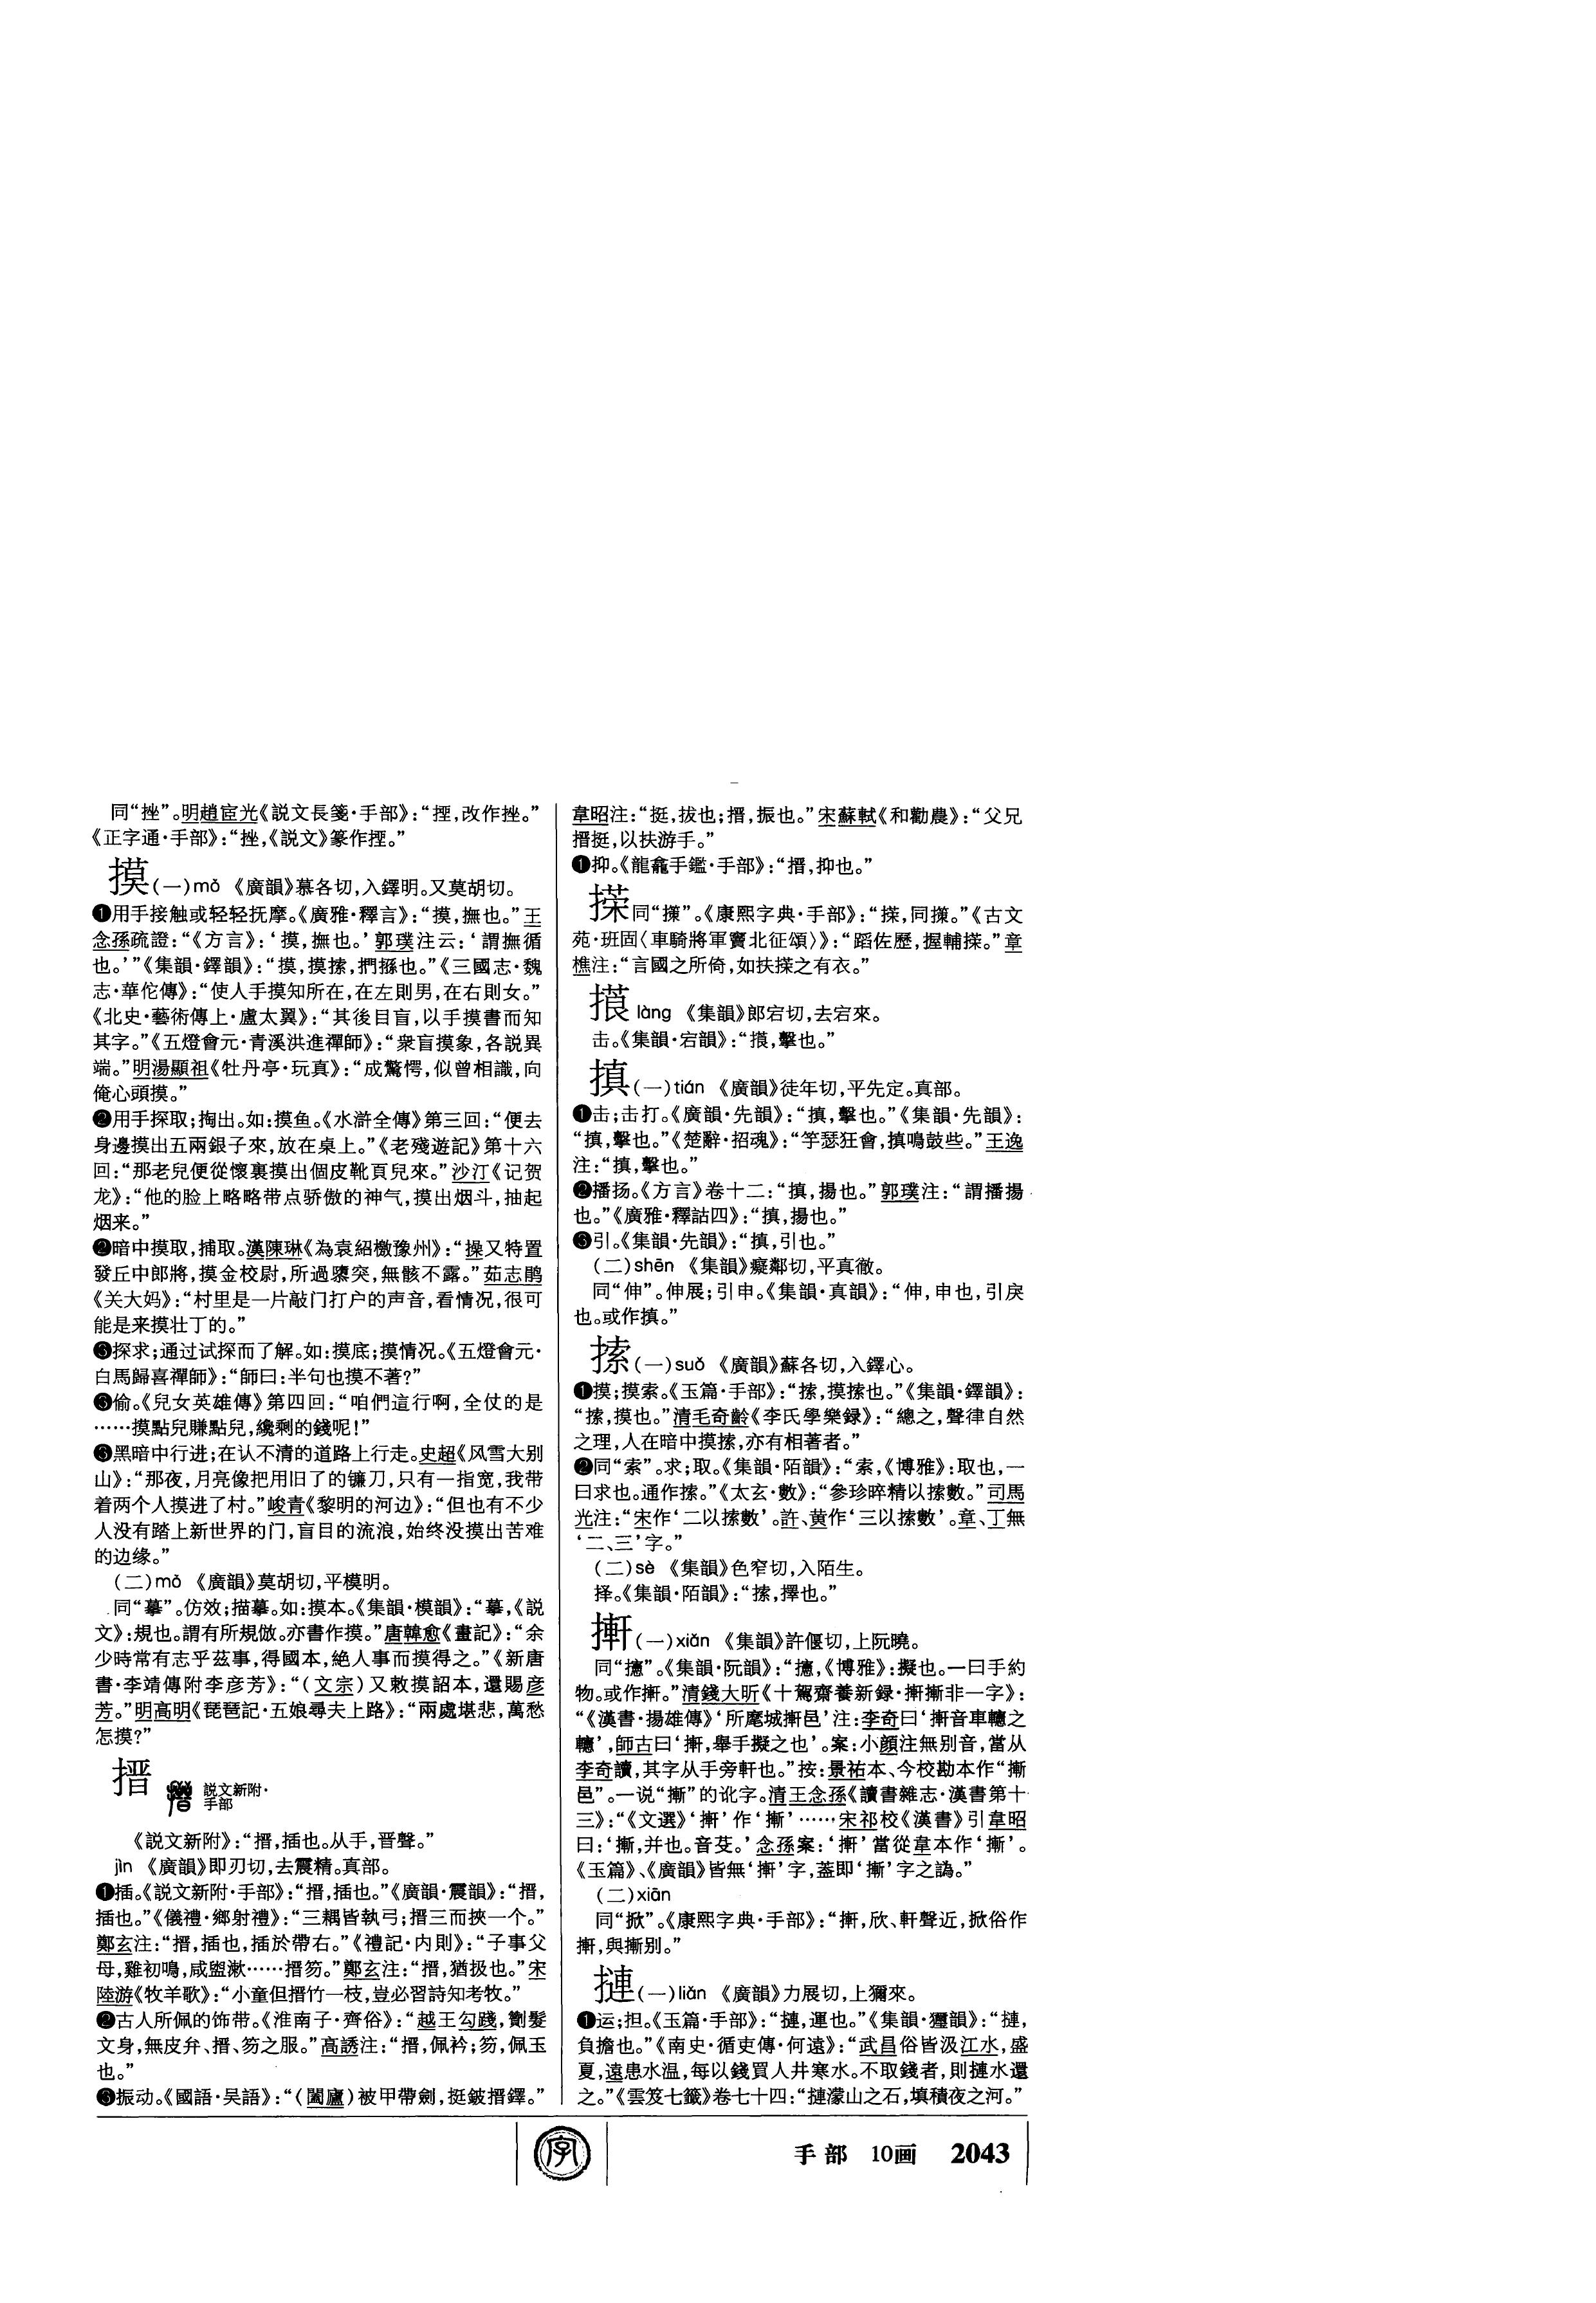 同“挫”。明趙宧光《説文長箋·手部》：“㨹，改作挫。”
《正字通·手部》：“挫，《説文》篆作㨹。”
摸(一)mō 《廣韻》慕各切，入鐸明。又莫胡切。
❶用手接触或轻轻抚摩。《廣雅·釋言》：“摸，撫也。”王
念孫疏證：“《方言》：‘摸，撫也。’郭璞注云：‘謂撫循
也。’”《集韻·鐸韻》：“摸，摸㩡，捫搎也。”《三國志·魏
志·華佗傳》：“使人手摸知所在，在左則男，在右則女。”
《北史·藝術傳上·盧太翼》：“其後目盲，以手摸書而知
其字。”《五燈會元·青溪洪進禪師》：“衆盲摸象，各説異
端。”明湯顯祖《牡丹亭·玩真》：“成驚愕，似曾相識，向
俺心頭摸。”
❷用手探取；掏出。如：摸鱼。《水滸全傳》第三回：“便去
身邊摸出五兩銀子來，放在桌上。”《老殘遊記》第十六
回：“那老兒便從懷裏摸出個皮靴頁兒來。”沙汀《记贺
龙》：“他的脸上略略带点骄傲的神气，摸出烟斗，抽起
烟来。”
❷暗中摸取，捕取。漢陳琳《為袁紹檄豫州》：“操又特置
發丘中郎將，摸金校尉，所過隳突，無骸不露。”茹志鹃
《关大妈》：“村里是一片敲门打户的声音，看情况，很可
能是来摸壮丁的。”
❸探求；通过试探而了解。如：摸底；摸情况。《五燈會元·
白馬歸喜禪師》：“師曰：半句也摸不著？”
❸偷。《兒女英雄傳》第四回：“咱們這行啊，全仗的是
……摸點兒賺點兒，纔剩的錢呢！”
❸黑暗中行进；在认不清的道路上行走。史超《风雪大别
山》：“那夜，月亮像把用旧了的镰刀，只有一指宽，我带
着两个人摸进了村。”峻青《黎明的河边》：“但也有不少
人没有踏上新世界的门，盲目的流浪，始终没摸出苦难
的边缘。”
(二)mó 《廣韻》莫胡切，平模明。
同“摹”。仿效；描摹。如：摸本。《集韻·模韻》：“摹，《説
文》：規也。謂有所規倣。亦書作摸。”唐韓愈《畫記》：“余
少時常有志乎茲事，得國本，絶人事而摸得之。”《新唐
書·李靖傳附李彦芳》：“（文宗）又敕摸詔本，還賜彦
芳。”明高明《琵琶記·五娘尋夫上路》：“兩處堪悲，萬愁
怎摸？”
搢 説文新附·
手部
《説文新附》：“搢，插也。从手，晋聲。”
jìn 《廣韻》即刃切，去震精。真部。
❶插。《説文新附·手部》：“搢，插也。”《廣韻·震韻》：“搢，
插也。”《儀禮·鄉射禮》：“三耦皆執弓；搢三而挾一个。”
鄭玄注：“搢，插也，插於帶右。”《禮記·内則》：“子事父
母，雞初鳴，咸盥漱……搢笏。”鄭玄注：“搢，猶扱也。”宋
陸游《牧羊歌》：“小童但搢竹一枝，豈必習詩知考牧。”
❷古人所佩的饰带。《淮南子·齊俗》：“越王勾踐，劗髮
文身，無皮弁、搢、笏之服。”高誘注：“搢，佩衿；笏，佩玉
也。”
❸振动。《國語·吴語》：“（闔廬）被甲帶劍，挺鈹搢鐸。”
韋昭注：“挺，拔也；搢，振也。”宋蘇軾《和勸農》：“父兄
搢挺，以扶游手。”
❶抑。《龍龕手鑑·手部》：“搢，抑也。”
同“㩋”。《康熙字典·手部》：“㨞，同㩋。”《古文
苑·班固〈車騎將軍竇北征頌〉》：“蹈佐歷，握輔㨞。”章
樵注：“言國之所倚，如扶㨞之有衣。”
làng 《集韻》郎宕切，去宕來。
击。《集韻·宕韻》：“㨱，擊也。”
搷(一)tián 《廣韻》徒年切，平先定。真部。
❶击；击打。《廣韻·先韻》：“搷，擊也。”《集韻·先韻》：
“搷，擊也。”《楚辭·招魂》：“竽瑟狂會，搷鳴鼓些。”王逸
注：“搷，擊也。”
❷播扬。《方言》卷十二：“搷，揚也。”郭璞注：“謂播揚
也。”《廣雅·釋詁四》：“搷，揚也。”
❸引。《集韻·先韻》：“搷，引也。”
(二)shēn 《集韻》癡鄰切，平真徹。
同“伸”。伸展；引申。《集韻·真韻》：“伸，申也，引戾
也。或作搷。”
㩡(一)suǒ 《廣韻》蘇各切，入鐸心。
❶摸；摸索。《玉篇·手部》：“㩡，摸㩡也。”《集韻·鐸韻》：
“㩡，摸也。”清毛奇齡《李氏學樂録》：“總之，聲律自然
之理，人在暗中摸㩡，亦有相著者。”
❷同“索”。求；取。《集韻·陌韻》：“索，《博雅》：取也，一
曰求也。通作㩡。”《太玄·數》：“參珍睟精以㩡數。”司馬
光注：“宋作‘二以㩡數’。許、黄作‘三以㩡數’。章、丁無
‘二、三’字。”
(二)sè 《集韻》色窄切，入陌生。
择。《集韻·陌韻》：“㩡，擇也。”
㨴(一)xiǎn 《集韻》許偃切，上阮曉。
同“攇”。《集韻·阮韻》：“攇，《博雅》：擬也。一曰手約
物。或作㨴。”清錢大昕《十駕齋養新録·㨴摲非一字》：
“《漢書·揚雄傳》‘所麾城㨴邑’注：李奇曰‘㨴音車幰之
幰’，師古曰‘㨴，舉手擬之也’。案：小顔注無别音，當从
李奇讀，其字从手旁軒也。”按：景祐本、今校勘本作“摲
邑”。一说“摲”的讹字。清王念孫《讀書雜志·漢書第十
三》：“《文選》‘㨴’作‘摲’……宋祁校《漢書》引韋昭
曰：‘摲，并也。音芟。’念孫案：‘㨴’當從韋本作‘摲’。
《玉篇》、《廣韻》皆無‘㨴’字，蓋即‘摲’字之譌。”
(二)xiān
同“掀”。《康熙字典·手部》：“㨴，欣、軒聲近，掀俗作
㨴，與摲别。”
摙(一)liǎn 《廣韻》力展切，上獮來。
❶运；担。《玉篇·手部》：“摙，運也。”《集韻·玁韻》：“摙，
負擔也。”《南史·循吏傳·何遠》：“武昌俗皆汲江水，盛
夏，遠患水温，每以錢買人井寒水。不取錢者，則摙水還
之。”《雲笈七籤》卷七十四：“摙濛山之石，填積夜之河。”
字
手部 10画 2043